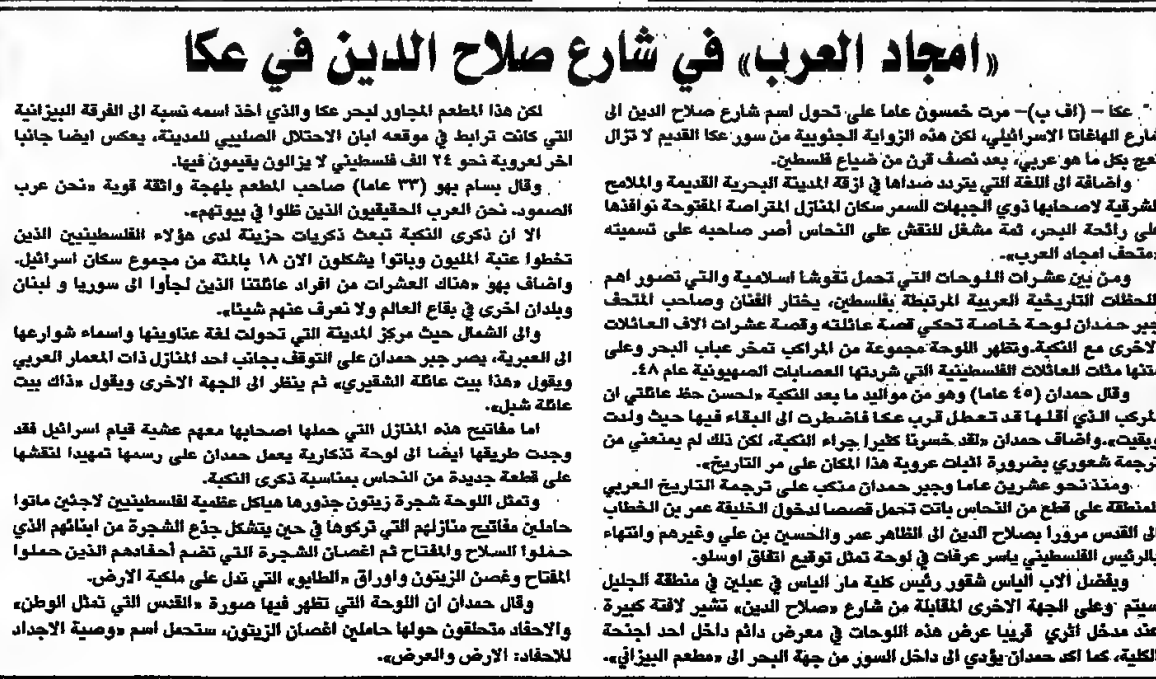 «امجاد العرب» في شارع صلاح الدين في عكا
عكا – (أف ب)– مرت خمسون عاما على تحول اسم شارع صلاح الدين الى
شارع الهاغانا الاسرائيلي، لكن هذه الزواية الجنوبية من سور عكا القديم لا تزال
تعج بكل ما هو عربي، بعد نصف قرن من ضياع فلسطين.
واضافة الى اللغة التي يتردد صداها في ازقة المدينة البحرية القديمة والملامح
الشرقية لاصحابها ذوي الجبهات السمر سكان المنازل المتراصة المفتوحة نوافذها
على رائحة البحر، ثمة مشغل للنقش على النحاس أصر صاحبه على تسميته
«متحف امجاد العرب».
ومن بين عشرات اللوحات التي تحمل نقوشا اسلامية والتي تصور اهم
اللحظات التاريخية العربية المرتبطة بفلسطين، يختار الفنان وصاحب المتحف
جبر حمدان لوحة خاصة تحكي قصة عائلته وقصة عشرات الاف العائلات
الاخرى مع النكبة.وتظهر اللوحة مجموعة من المراكب تمخر عباب البحر وعلى
متنها مئات العائلات الفلسطينية التي شردتها العصابات الصهيونية عام ٤٨.
وقال حمدان (٤٥ عاما) وهو من مواليد ما بعد النكبة «لحسن حظ عائلتي ان
المركب الذي أقلها قد تعطل قرب عكا فاضطرت الى البقاء فيها حيث ولدت
وبقيت».واضاف حمدان «لقد خسرنا كثيرا جراء النكبة، لكن ذلك لم يمنعني من
ترجمة شعوري بضرورة اثبات عروبة هذا المكان على مر التاريخ».
ومنذ نحو عشرين عاما وجبر حمدان منكب على ترجمة التاريخ العربي
للمنطقة على قطع من النحاس باتت تحمل قصصا لدخول الخليفة عمر بن الخطاب
الى القدس مرورا بصلاح الدين الى الظاهر عمر والحسين بن علي وغيرهم وانتهاء
بالرئيس الفلسطيني ياسر عرفات في لوحة تمثل توقيع اتفاق اوسلو.
وبفضل الاب الياس شقور رئيس كلية مار الياس في عبلين في منطقة الجليل
سيتم وعلى الجهة الاخرى المقابلة من شارع «صلاح الدين» تشير لافتة كبيرة
عند مدخل أثري قريبا عرض هذه اللوحات في معرض دائم داخل احد اجنحة
الكلية، كما اكد حمدان يؤدي الى داخل السور من جهة البحر الى «مطعم البيزاني».
لكن هذا المطعم المجاور لبحر عكا والذي أخذ اسمه نسبة الى الفرقة البيزانية
التي كانت ترابط في موقعه ابان الاحتلال الصليبي للمدينة، يعكس ايضا جانبا
اخر لعروبة نحو ٢٤ الف فلسطيني لا يزالون يقيمون فيها.
وقال بسام بهو (٣٣ عاما) صاحب المطعم بلهجة واثقة قوية «نحن عرب
الصمود. نحن العرب الحقيقيون الذين ظلوا في بيوتهم».
الا أن ذكرى النكبة تبعث ذكريات حزينة لدى هؤلاء الفلسطينيين الذين
تخطوا عتبة المليون وباتوا يشكلون الان ١٨ بالمئة من مجموع سكان اسرائيل.
واضاف بهو «هناك العشرات من افراد عائلتنا الذين لجأوا الى سوريا و لبنان
وبلدان اخرى في بقاع العالم ولا نعرف عنهم شيئا».
والى الشمال حيث مركز المدينة التي تحولت لغة عناوينها واسماء شوارعها
الى العبرية، يصر جبر حمدان على التوقف بجانب احد المنازل ذات المعمار العربي
ويقول «هذا بيت عائلة الشقيري» ثم ينظر الى الجهة الاخرى ويقول «ذاك بيت
عائلة شبل».
اما مفاتيح هذه المنازل التي حملها اصحابها معهم عشية قيام اسرائيل فقد
وجدت طريقها ايضا الى لوحة تذكارية يعمل حمدان على رسمها تمهيدا لنقشها
على قطعة جديدة من النحاس بمناسبة ذكرى النكبة.
وتمثل اللوحة شجرة زيتون جذورها هياكل عظمية لفلسطينيين لاجئين ماتوا
حاملين مفاتيح منازلهم التي تركوها في حين يتشكل جذع الشجرة من ابنائهم الذي
حملوا السلاح والمفتاح ثم اغصان الشجرة التي تضم أحفادهم الذين حملوا
المفتاح وغصن الزيتون واوراق «الطابو» التي تدل على ملكية الارض.
وقال حمدان ان اللوحة التي تظهر فيها صورة «القدس التي تمثل الوطن»
والاحفاد متحلقون حولها حاملين اغصان الزيتون، ستحمل اسم «وصية الاجداد
للاحفاد: الارض والعرض».